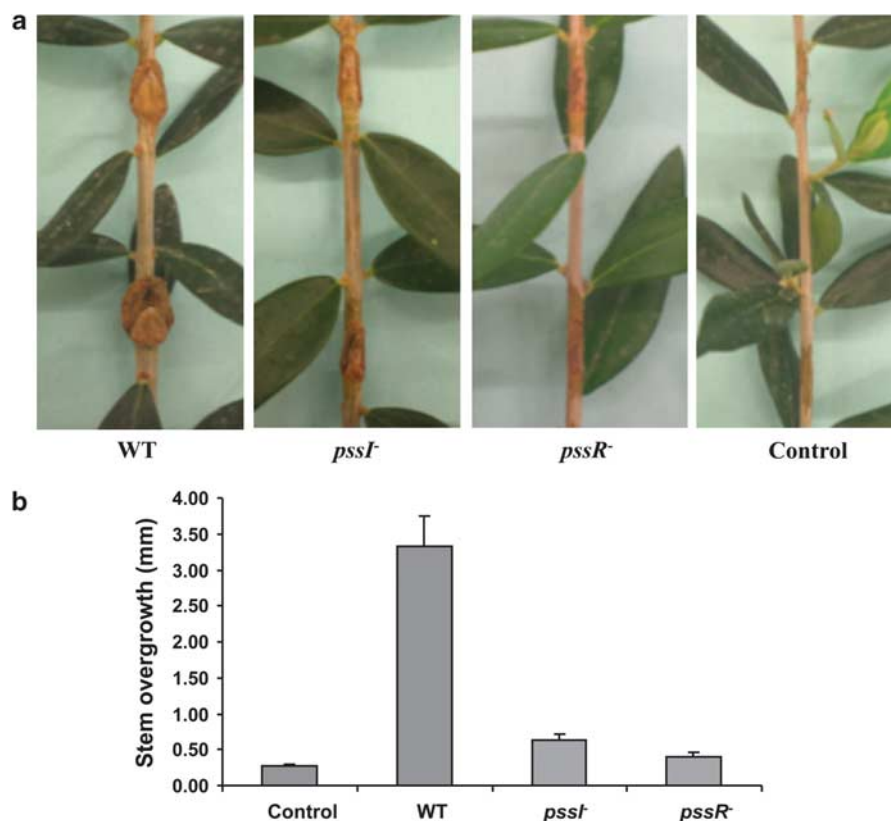 a
WT pssI- pssR- Control
b
Stem overgrowth (mm)
4.00
3.50
3.00
2.50
2.00
1.50
1.00
0.50
0.00
Control WT pssI- pssR-